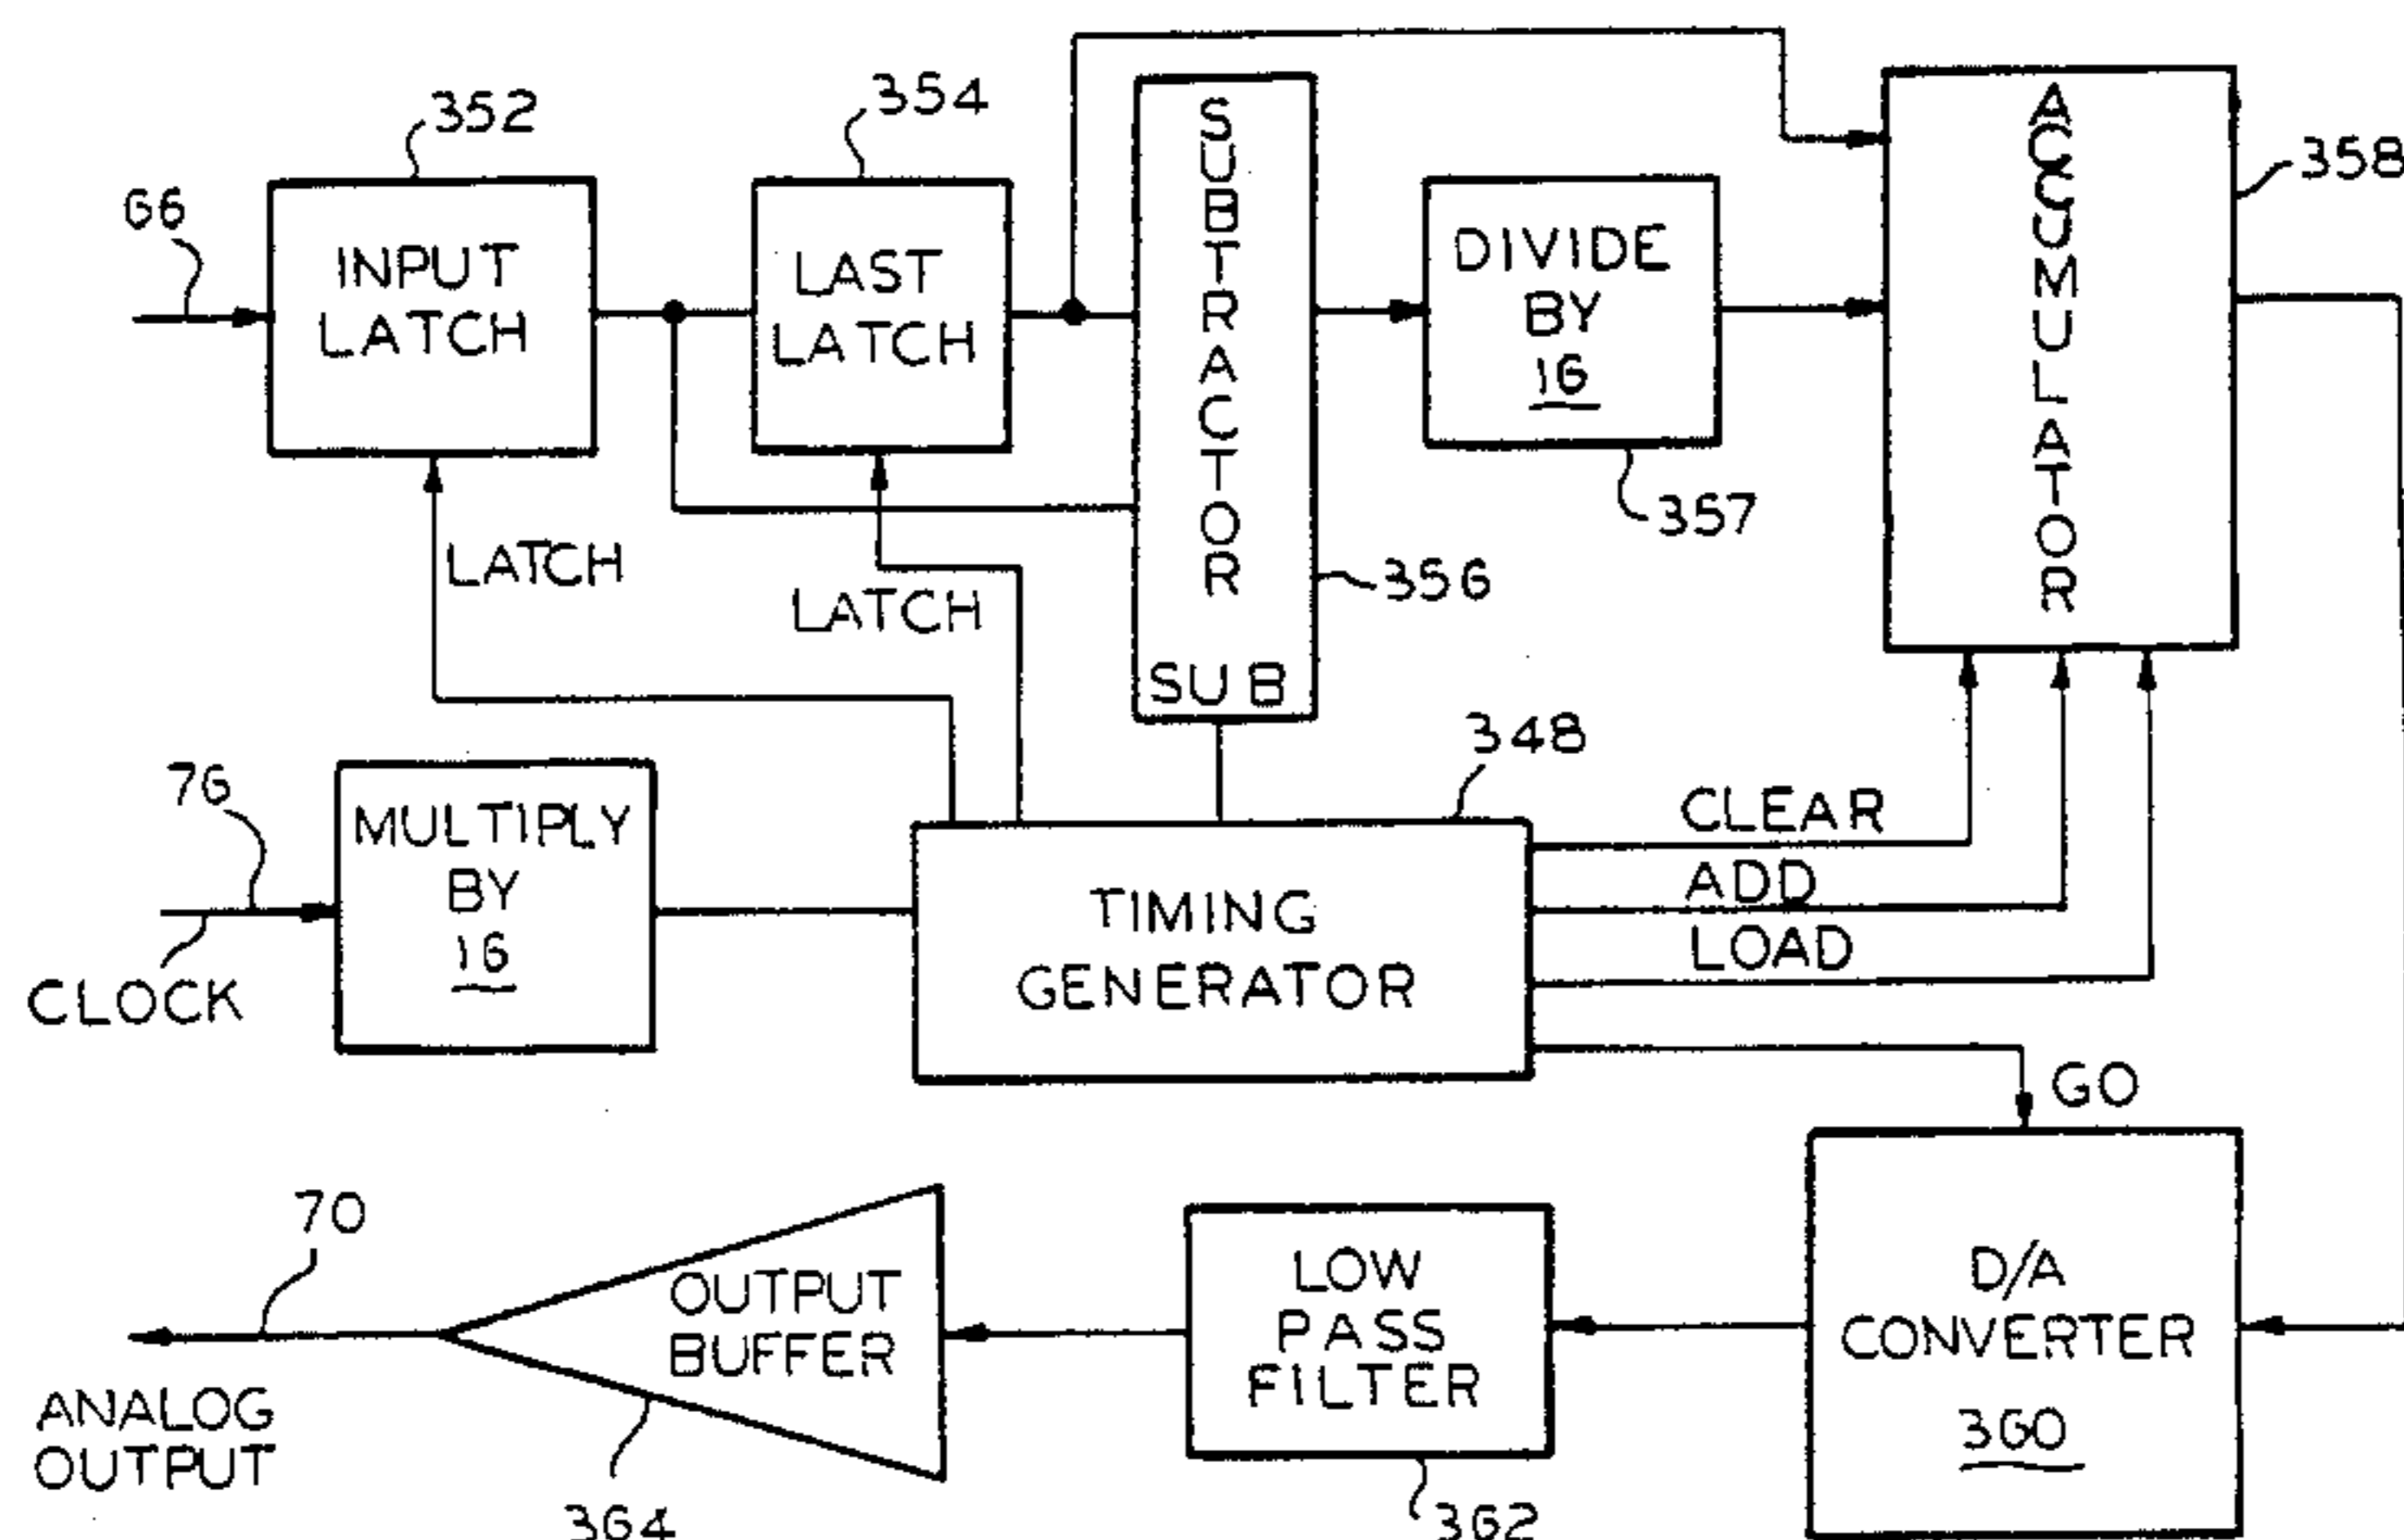 352
354
66
INPUT
LATCH
LAST
LATCH
SUBTRACTOR
SUB
DIVIDE
BY
16
ACCUMULATOR
358
357
356
LATCH
LATCH
348
76
MULTIPLY
BY
16
CLOCK
TIMING
GENERATOR
CLEAR
ADD
LOAD
GO
70
OUTPUT
BUFFER
LOW
PASS
FILTER
D/A
CONVERTER
360
ANALOG
OUTPUT
364
362